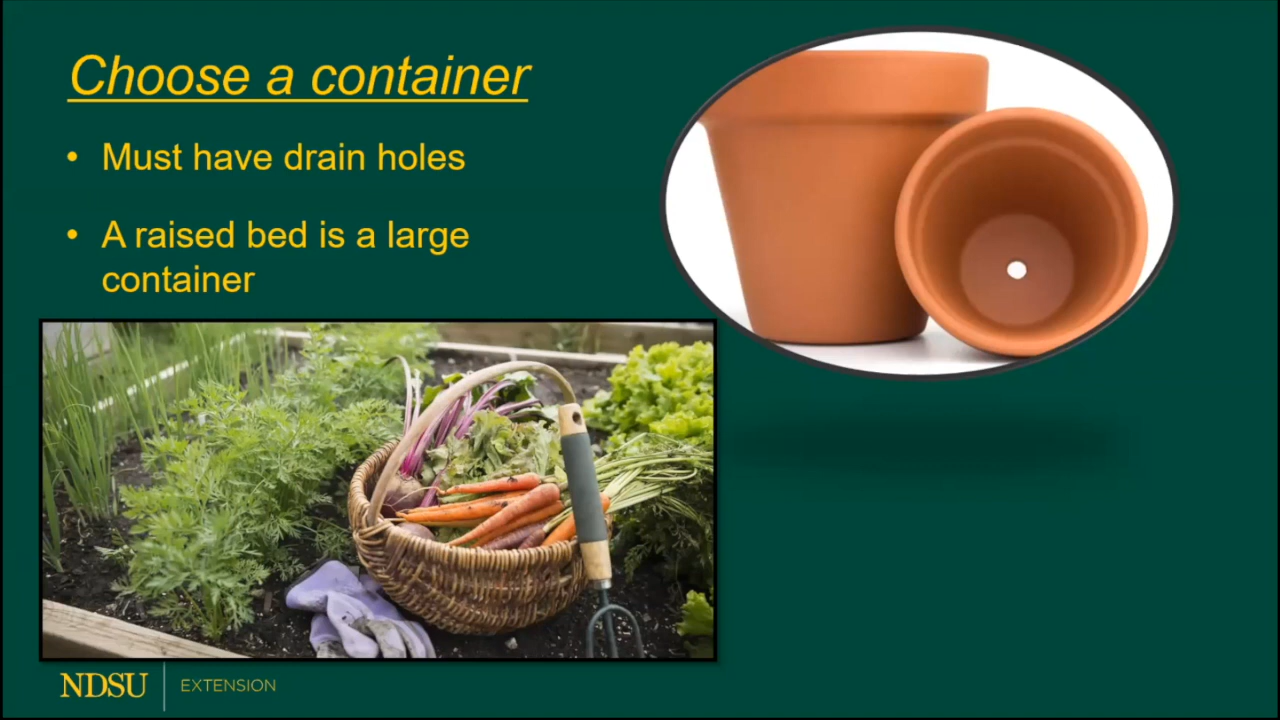 Choose a container
• Must have drain holes
• A raised bed is a large
container
NDSU EXTENSION